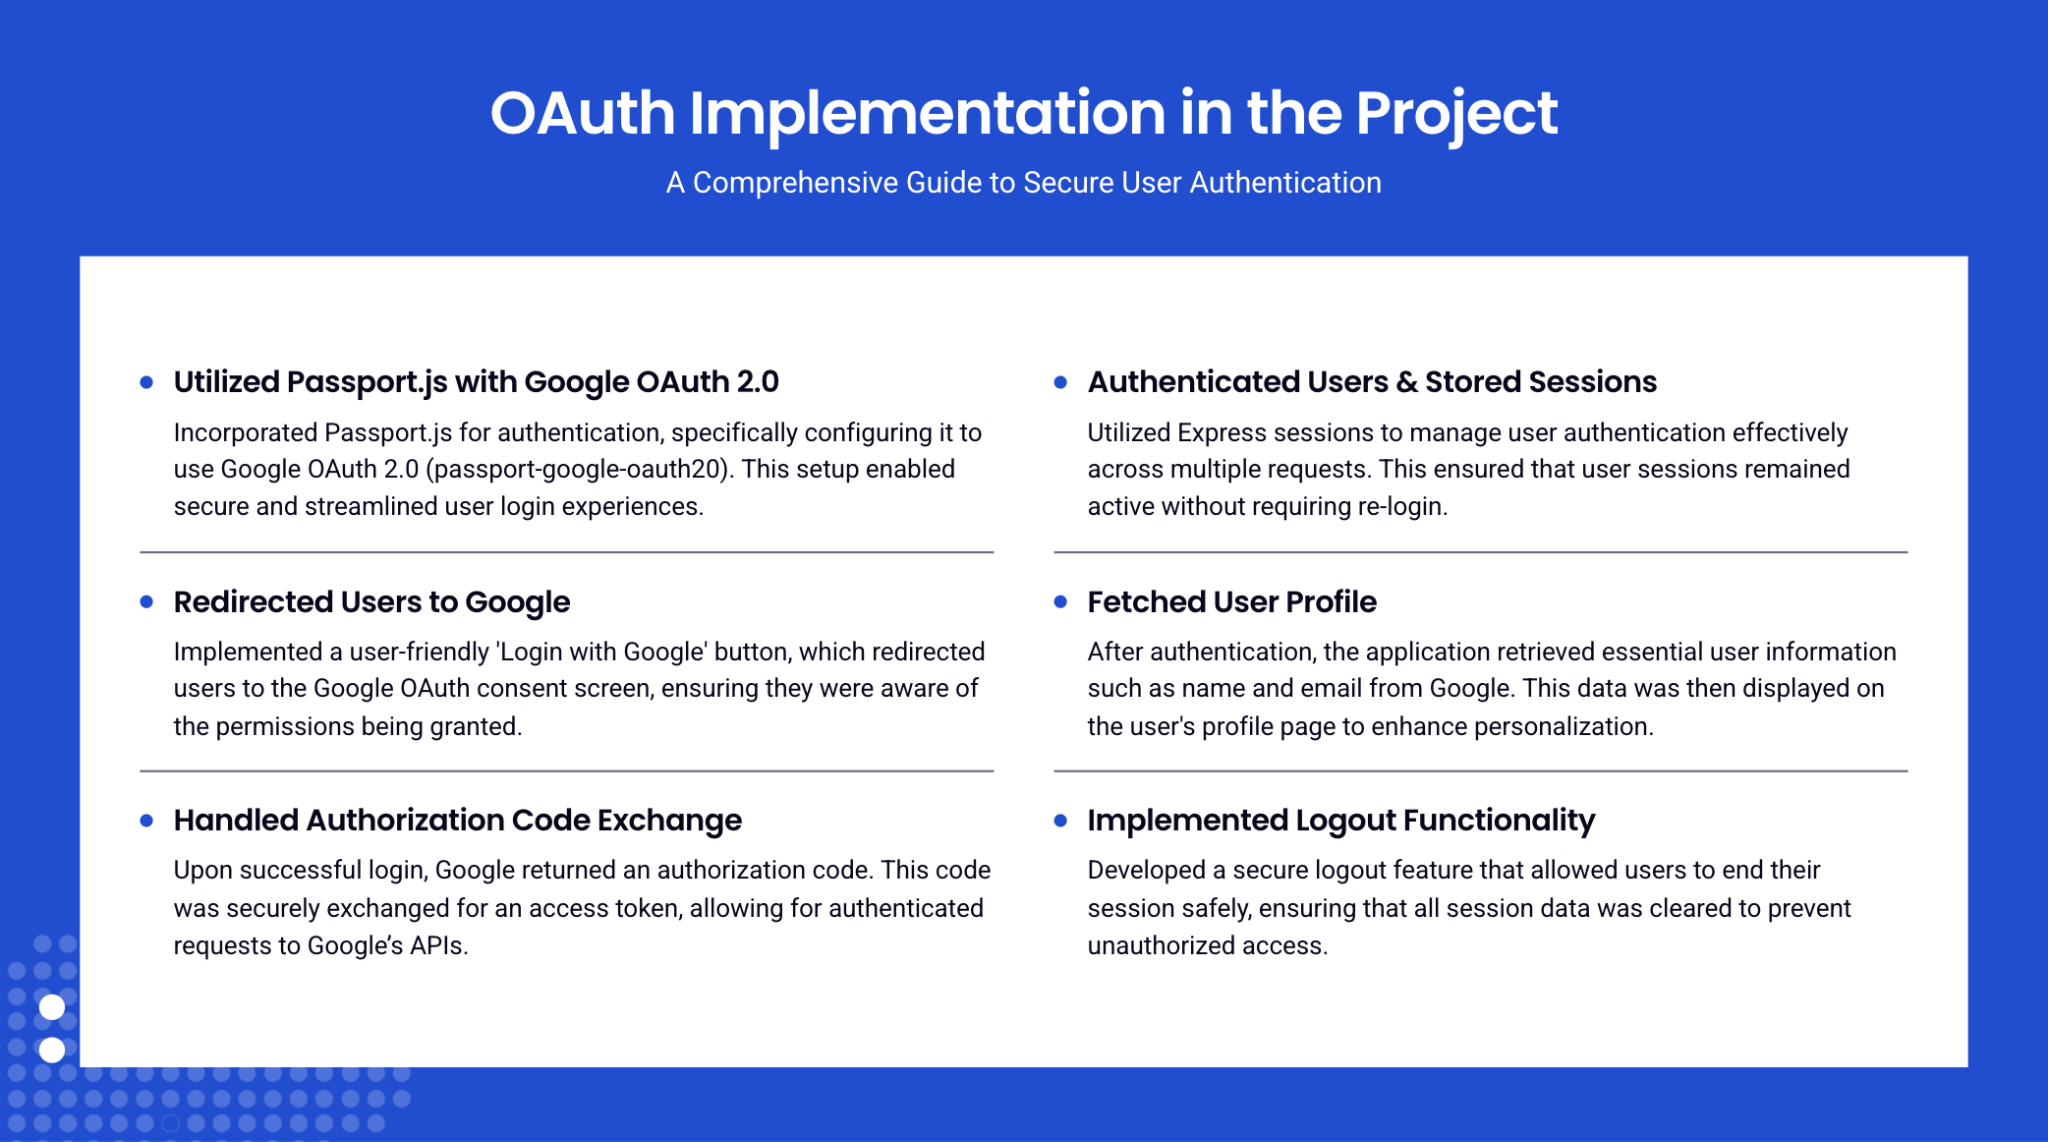 OAuth Implementation in the Project
A Comprehensive Guide to Secure User Authentication
Utilized Passport.js with Google OAuth 2.0
Incorporated Passport.js for authentication, specifically configuring it to
use Google OAuth 2.0 (passport-google-oauth20). This setup enabled
secure and streamlined user login experiences.
Redirected Users to Google
Implemented a user-friendly 'Login with Google' button, which redirected
users to the Google OAuth consent screen, ensuring they were aware of
the permissions being granted.
Handled Authorization Code Exchange
Upon successful login, Google returned an authorization code. This code
was securely exchanged for an access token, allowing for authenticated
requests to Google’s APIs.
Authenticated Users & Stored Sessions
Utilized Express sessions to manage user authentication effectively
across multiple requests. This ensured that user sessions remained
active without requiring re-login.
Fetched User Profile
After authentication, the application retrieved essential user information
such as name and email from Google. This data was then displayed on
the user's profile page to enhance personalization.
Implemented Logout Functionality
Developed a secure logout feature that allowed users to end their
session safely, ensuring that all session data was cleared to prevent
unauthorized access.